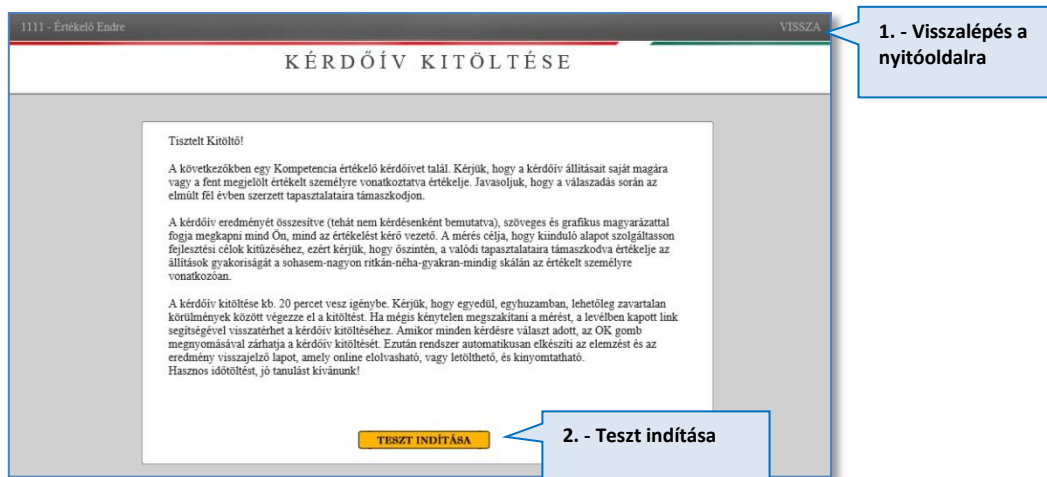 1111 - Értékelő Endre
VISSZA
1. - Visszalépés a
nyitóoldalra
KÉRDŐÍV KITÖLTÉSE
Tisztelt Kitöltő!
A következőkben egy Kompetencia értékelő kérdőívet talál. Kérjük, hogy a kérdőív állításait saját magára
vagy a fent megjelölt értékelt személyre vonatkoztatva értékelje. Javasoljuk, hogy a válaszadás során az
elmúlt fél évben szerzett tapasztalataira támaszkodjon.
A kérdőív eredményét összesítve (tehát nem kérdésenként bemutatva), szöveges és grafikus magyarázattal
fogja megkapni mind Ön, mind az értékelést kérő vezető. A mérés célja, hogy kiinduló alapot szolgáltasson
fejlesztési célok kitűzéséhez, ezért kérjük, hogy őszintén, a valódi tapasztalataira támaszkodva értékelje az
állítások gyakoriságát a sohasem-nagyon ritkán-néha-gyakran-mindig skálán az értékelt személyre
vonatkozóan.
A kérdőív kitöltése kb. 20 percet vesz igénybe. Kérjük, hogy egyedül, egyhuzamban, lehetőleg zavartalan
körülmények között végezze el a kitöltést. Ha mégis kénytelen megszakítani a mérést, a levélben kapott link
segítségével visszatérhet a kérdőív kitöltéséhez. Amikor minden kérdésre választ adott, az OK gomb
megnyomásával zárhatja a kérdőív kitöltését. Ezután rendszer automatikusan elkészíti az elemzést és az
eredmény visszajelző lapot, amely online elolvasható, vagy letölthető, és kinyomtatható.
Hasznos időtöltést, jó tanulást kívánunk!
TESZT INDÍTÁSA
2. - Teszt indítása